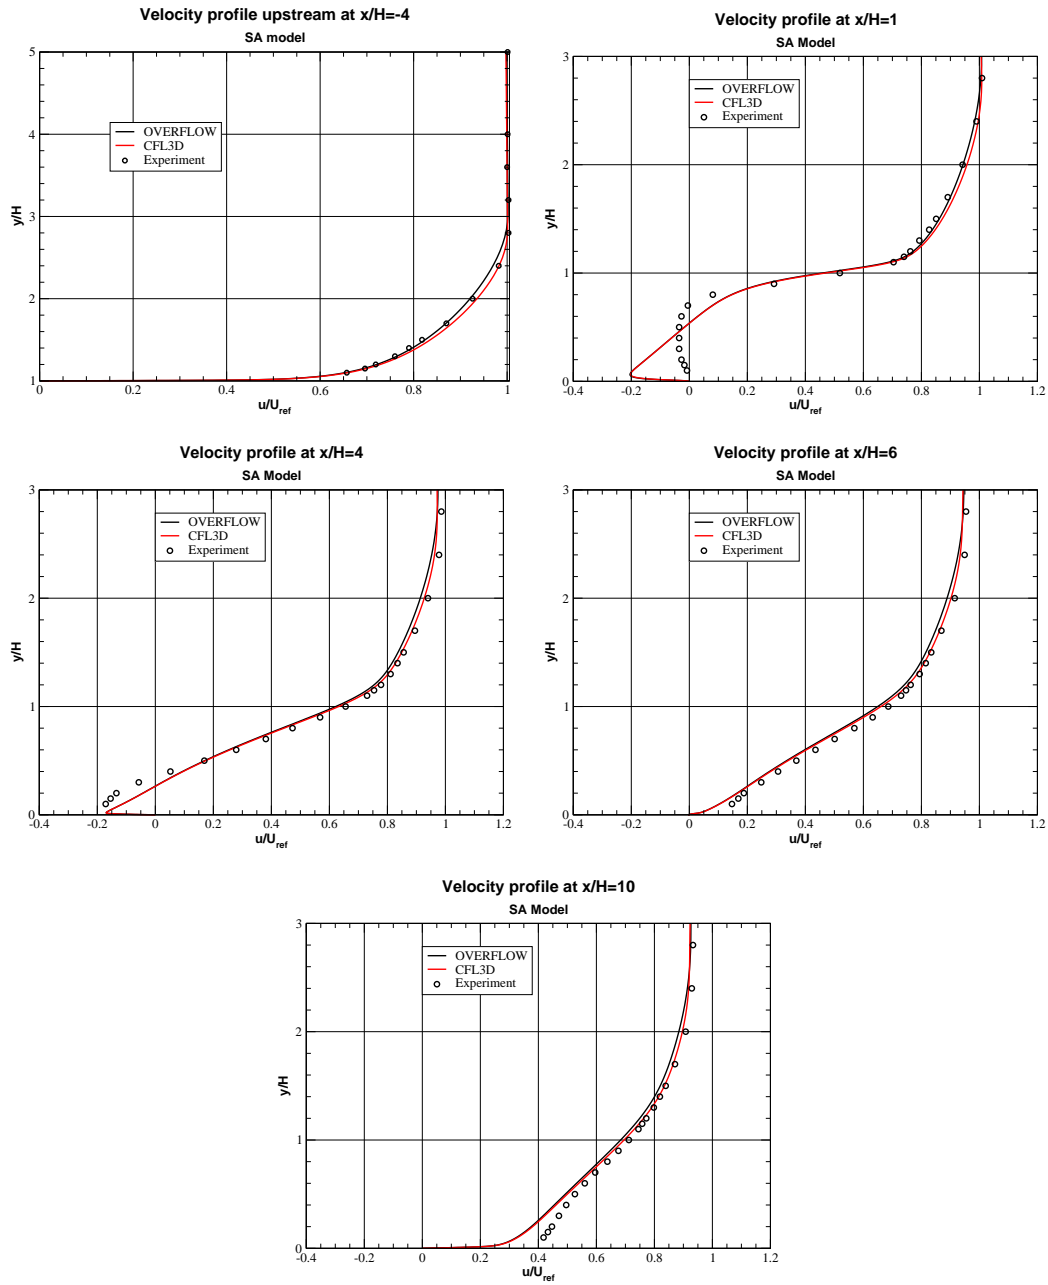 Velocity profile upstream at x/H=-4
SA model
OVERFLOW
CFL3D
Experiment
y/H
5
4
3
2
1
0 0.2 0.4 0.6 0.8 1
u/Uref
Velocity profile at x/H=1
SA Model
OVERFLOW
CFL3D
Experiment
y/H
3
2
1
0
-0.4 -0.2 0 0.2 0.4 0.6 0.8 1 1.2
u/Uref
Velocity profile at x/H=4
SA Model
OVERFLOW
CFL3D
Experiment
y/H
3
2
1
0
-0.4 -0.2 0 0.2 0.4 0.6 0.8 1 1.2
u/Uref
Velocity profile at x/H=6
SA Model
OVERFLOW
CFL3D
Experiment
y/H
3
2
1
0
-0.4 -0.2 0 0.2 0.4 0.6 0.8 1 1.2
u/Uref
Velocity profile at x/H=10
SA Model
OVERFLOW
CFL3D
Experiment
y/H
3
2
1
0
-0.4 -0.2 0 0.2 0.4 0.6 0.8 1 1.2
u/Uref